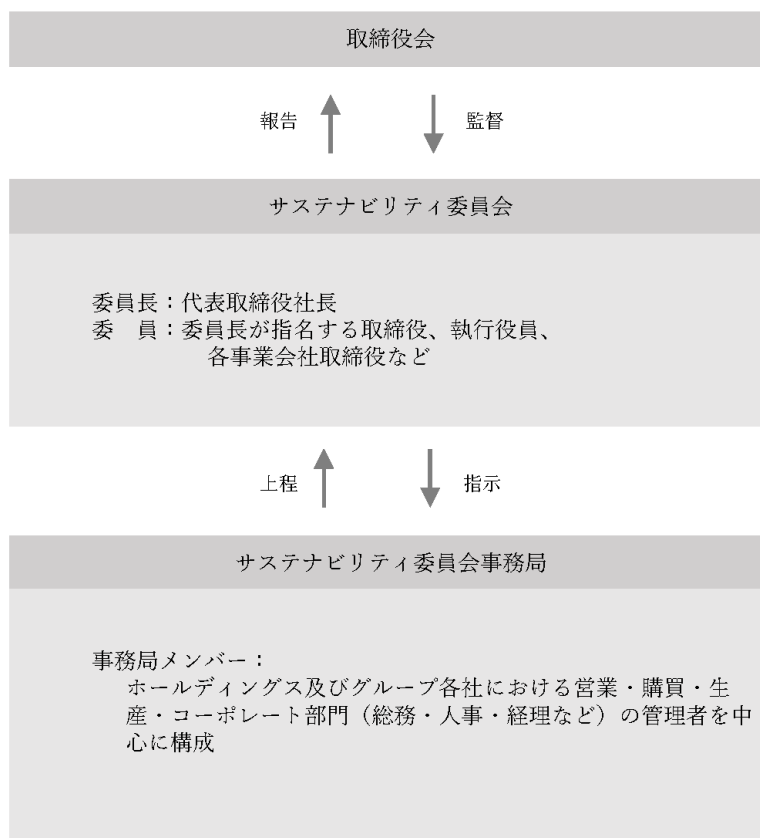 取締役会
報告 監督
サステナビリティ委員会
委員長：代表取締役社長
委　員：委員長が指名する取締役、執行役員、
各事業会社取締役など
上程 指示
サステナビリティ委員会事務局
事務局メンバー：
ホールディングス及びグループ各社における営業・購買・生
産・コーポレート部門（総務・人事・経理など）の管理者を中
心に構成